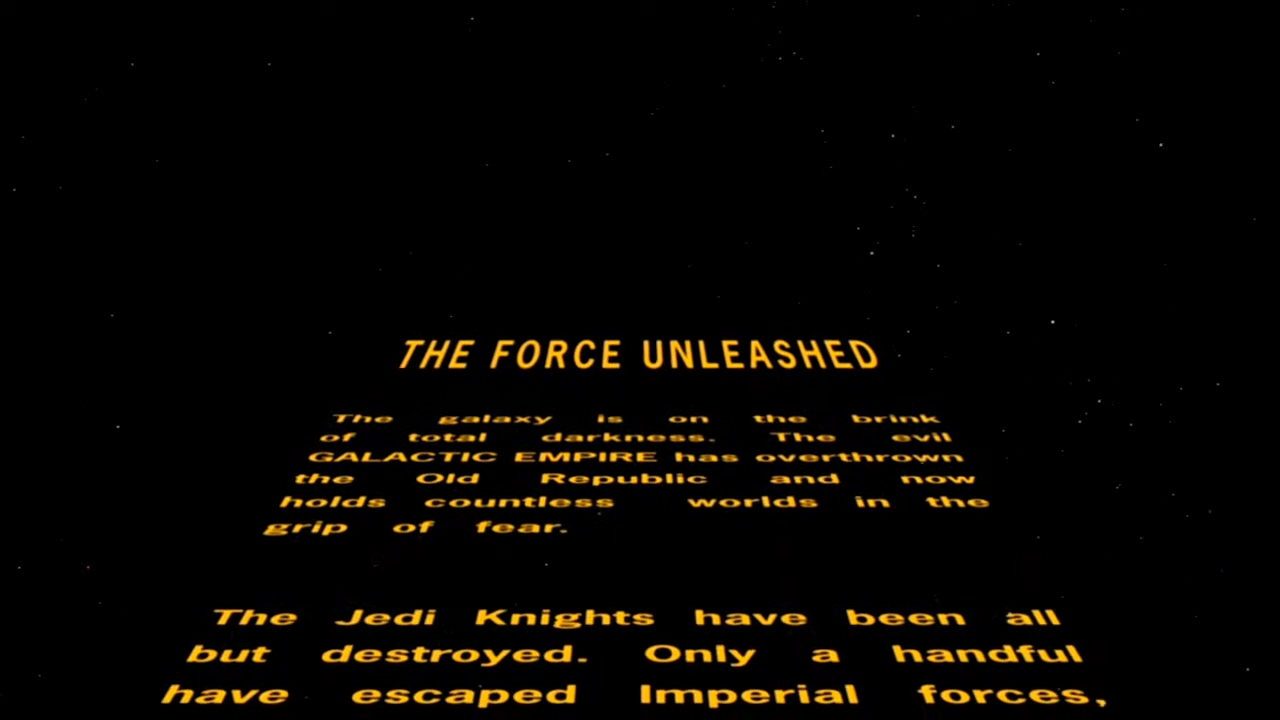 THE FORCE UNLEASHED
The galaxy is on the brink
of total darkness. The evil
GALACTIC EMPIRE has overthrown
the Old Republic and now
holds countless worlds in the
grip of fear.
The Jedi Knights have been all
but destroyed. Only a handful
have escaped Imperial forces,